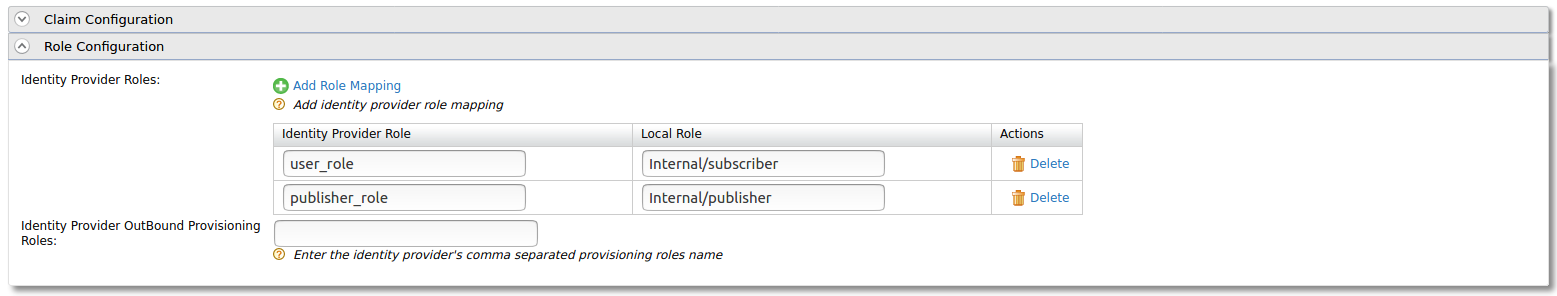 Claim Configuration
Role Configuration
Identity Provider Roles:
Add Role Mapping
Add identity provider role mapping
Identity Provider Role Local Role Actions
user_role Internal/subscriber Delete
publisher_role Internal/publisher Delete
Identity Provider OutBound Provisioning
Roles:
Enter the identity provider's comma separated provisioning roles name